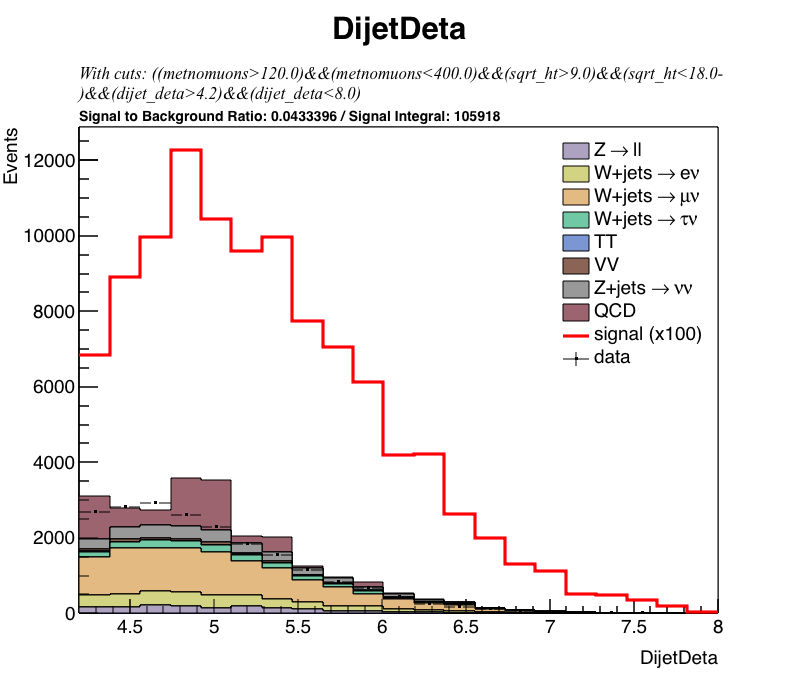 DijetDeta
With cuts: ((metnomuons>120.0)&&(metnomuons<400.0)&&(sqrt_ht>9.0)&&(sqrt_ht<18.0-
)&&(dijet_deta>4.2)&&(dijet_deta<8.0)
Signal to Background Ratio: 0.0433396 / Signal Integral: 105918
Events
12000
10000
8000
6000
4000
2000
0
Z → ll
W+jets → eν
W+jets → μν
W+jets → τν
TT
VV
Z+jets → νν
QCD
signal (x100)
data
4.5 5 5.5 6 6.5 7 7.5 8
DijetDeta